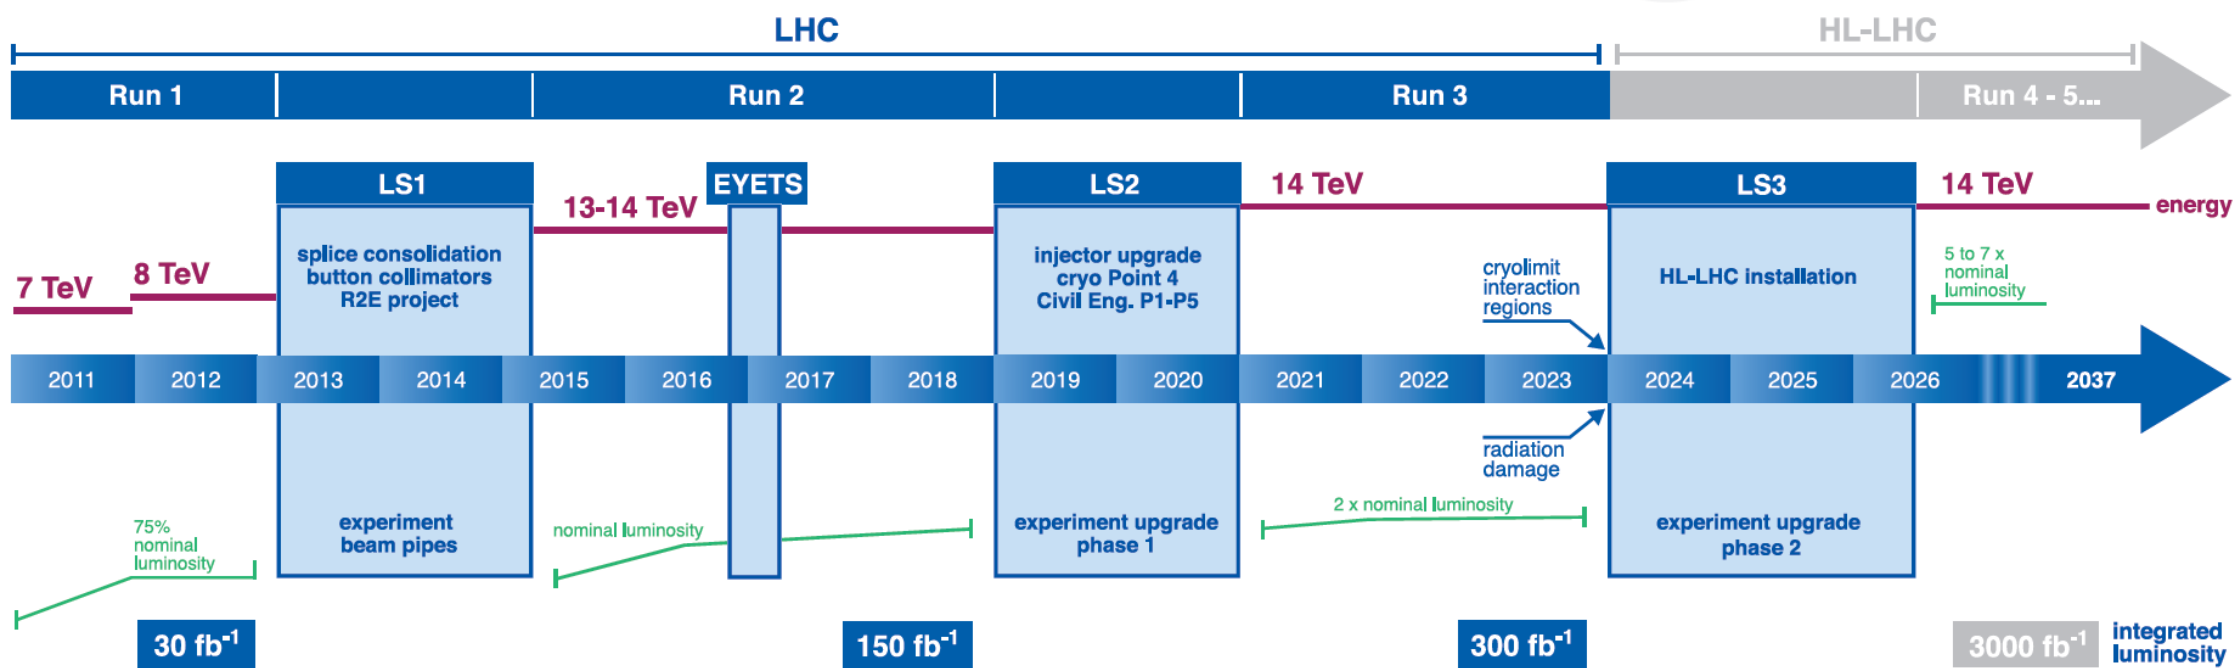 LHC
HL-LHC
Run 1
Run 2
Run 3
Run 4 - 5...
LS1
EYETS
LS2
14 TeV
LS3
14 TeV
energy
13-14 TeV
7 TeV
8 TeV
splice consolidation
button collimators
R2E project
injector upgrade
cryo Point 4
Civil Eng. P1-P5
cryolimit
interaction
regions
HL-LHC installation
5 to 7 x
nominal
luminosity
2011
2012
2013
2014
2015
2016
2017
2018
2019
2020
2021
2022
2023
2024
2025
2026
2037
radiation
damage
75%
nominal
luminosity
experiment
beam pipes
nominal luminosity
experiment upgrade
phase 1
2 x nominal luminosity
experiment upgrade
phase 2
30 fb⁻¹
150 fb⁻¹
300 fb⁻¹
3000 fb⁻¹
integrated
luminosity